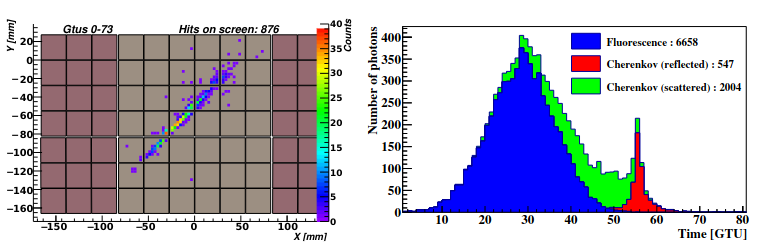 Gtus 0-73 Hits on screen: 876
Y [mm]
20
0
−20
−40
−60
−80
−100
−120
−140
−160
−150 −100 −50 0 50 100
X [mm]
40
35
30
25
20
15
10
5
0
Counts
Number of photons
400
350
300
250
200
150
100
50
0
Fluorescence : 6658
Cherenkov (reflected) : 547
Cherenkov (scattered) : 2004
10 20 30 40 50 60 70 80
Time [GTU]